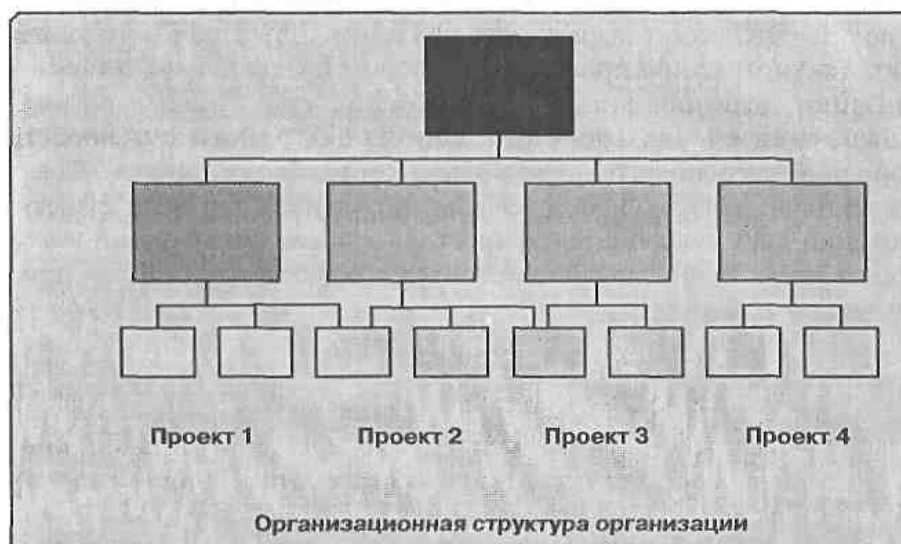 Проект 1
Проект 2
Проект 3
Проект 4
Организационная структура организации